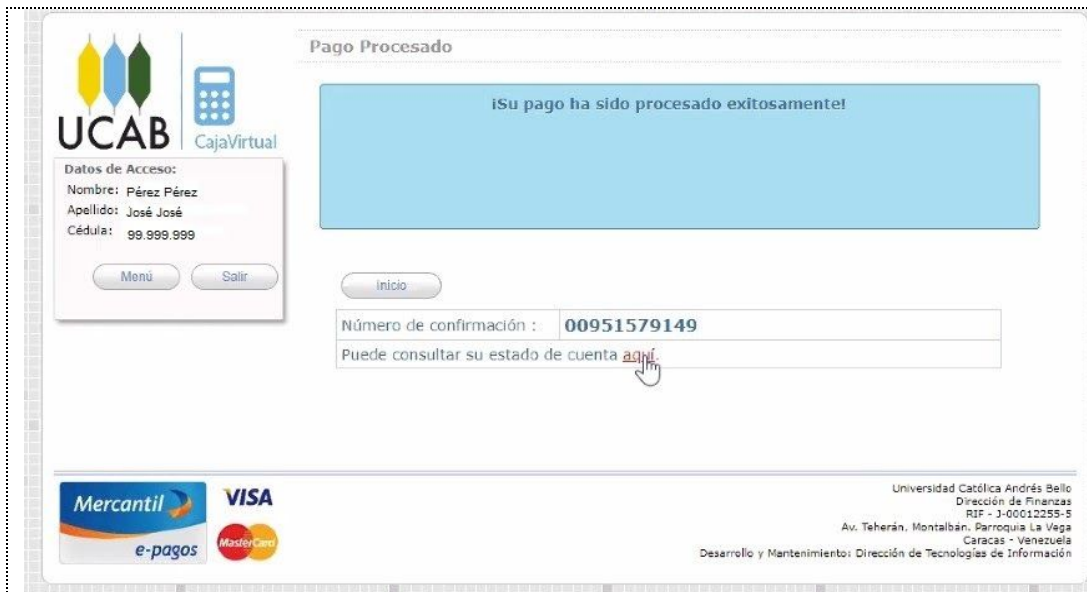 UCAB
CajaVirtual
Datos de Acceso:
Nombre: Pérez Pérez
Apellido: José José
Cédula: 99.999.999
Menú
Salir
Pago Procesado
¡Su pago ha sido procesado exitosamente!
Inicio
Número de confirmación : 00951579149
Puede consultar su estado de cuenta aquí.
Mercantil
e-pagos
VISA
MasterCard
Universidad Católica Andrés Bello
Dirección de Finanzas
RIF - J-00012255-5
Av. Teherán, Montalbán. Parroquia La Vega
Caracas - Venezuela
Desarrollo y Mantenimiento: Dirección de Tecnologías de Información